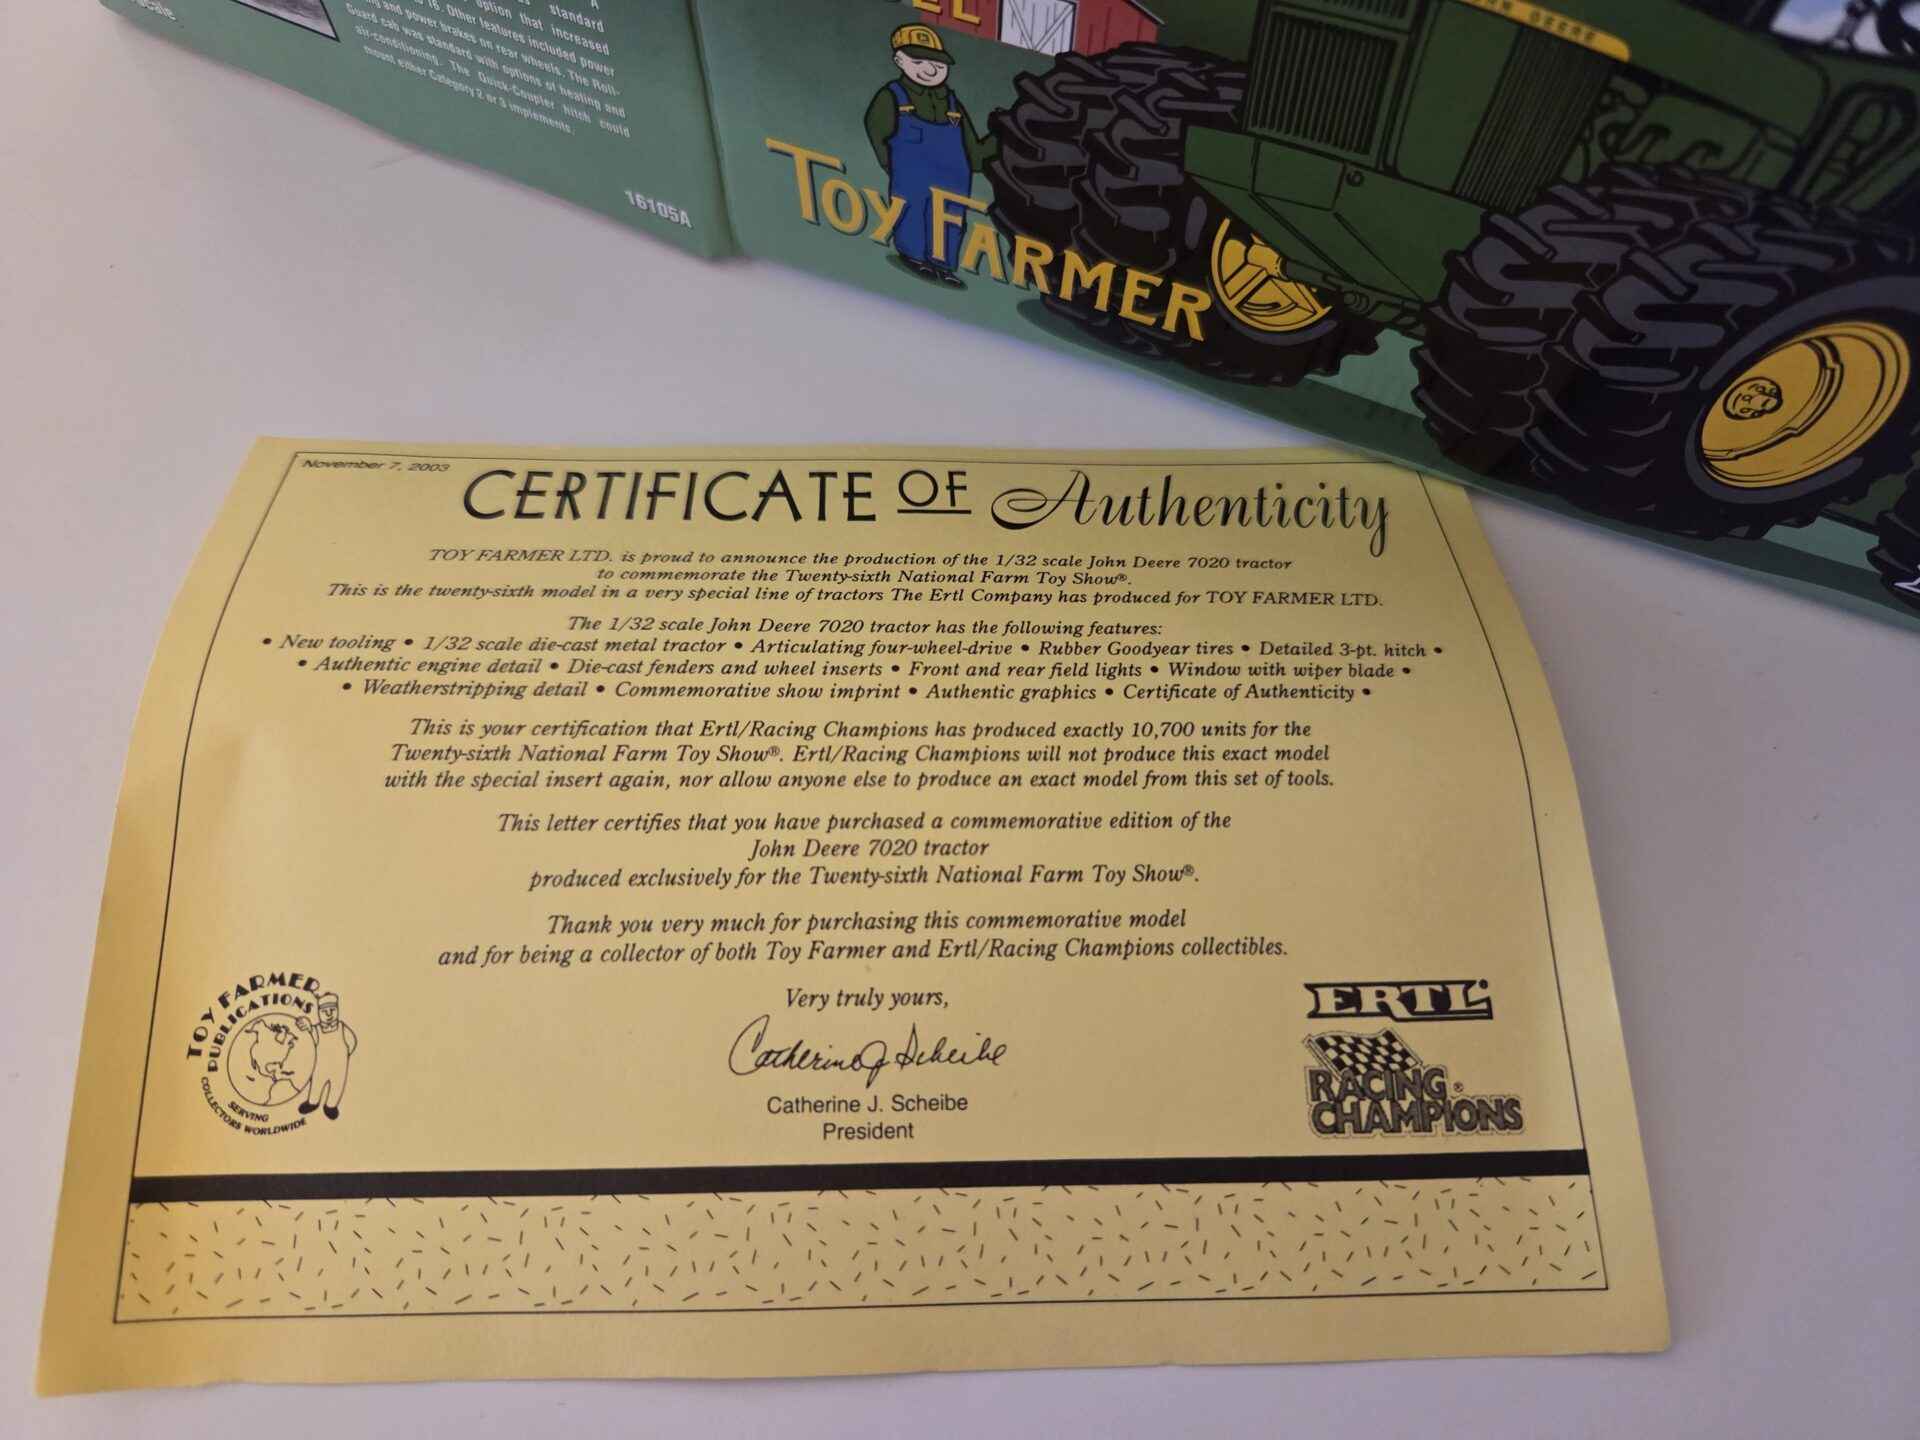 scale
option that increased
to 16. Other features included power
and power brakes on rear wheels. The Roll-
Guard cab was standard with options of heating and
air-conditioning. The Quick-Coupler hitch could
mount either Category 2 or 3 implements.
16105A
TOY FARMER
JOHN DEERE
November 7, 2003
CERTIFICATE OF Authenticity
TOY FARMER LTD. is proud to announce the production of the 1/32 scale John Deere 7020 tractor
to commemorate the Twenty-sixth National Farm Toy Show®.
This is the twenty-sixth model in a very special line of tractors The Ertl Company has produced for TOY FARMER LTD.
The 1/32 scale John Deere 7020 tractor has the following features:
• New tooling • 1/32 scale die-cast metal tractor • Articulating four-wheel-drive • Rubber Goodyear tires • Detailed 3-pt. hitch •
• Authentic engine detail • Die-cast fenders and wheel inserts • Front and rear field lights • Window with wiper blade •
• Weatherstripping detail • Commemorative show imprint • Authentic graphics • Certificate of Authenticity •
This is your certification that Ertl/Racing Champions has produced exactly 10,700 units for the
Twenty-sixth National Farm Toy Show®. Ertl/Racing Champions will not produce this exact model
with the special insert again, nor allow anyone else to produce an exact model from this set of tools.
This letter certifies that you have purchased a commemorative edition of the
John Deere 7020 tractor
produced exclusively for the Twenty-sixth National Farm Toy Show®.
Thank you very much for purchasing this commemorative model
and for being a collector of both Toy Farmer and Ertl/Racing Champions collectibles.
Very truly yours,
Catherine J Scheibe
Catherine J. Scheibe
President
TOY FARMER
PUBLICATIONS
SERVING
COLLECTORS WORLDWIDE
ERTL
RACING
CHAMPIONS